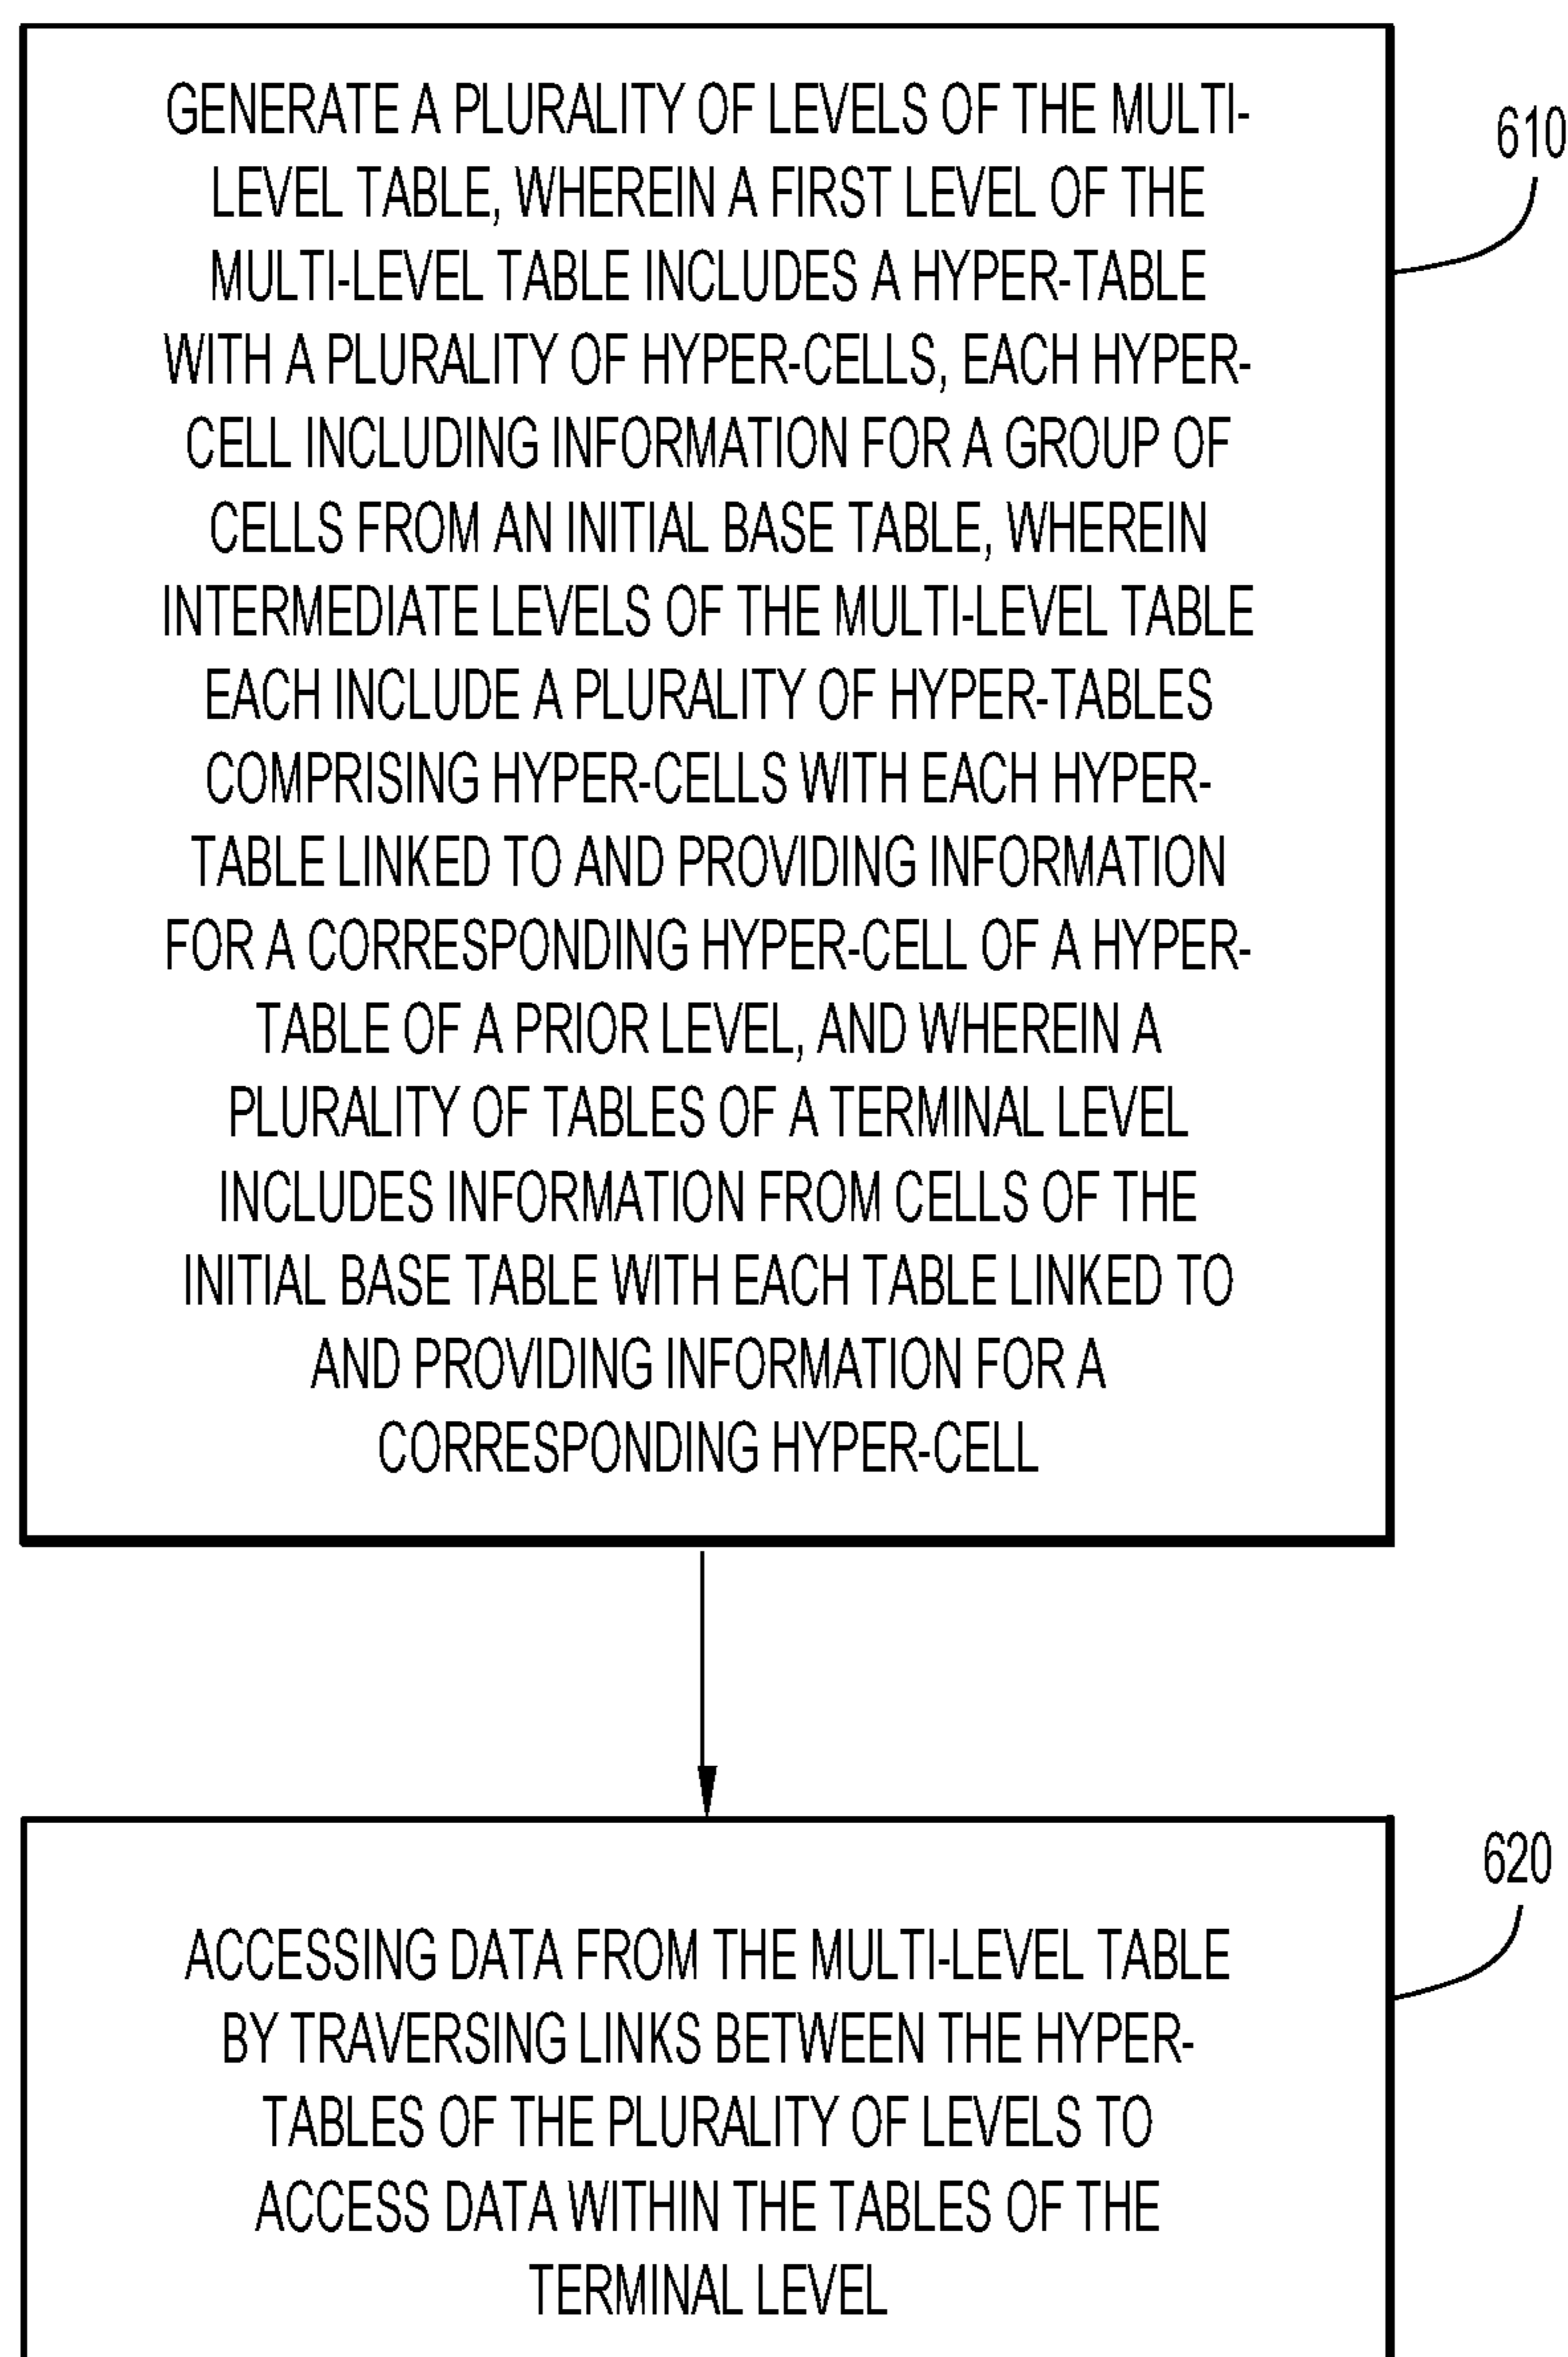 GENERATE A PLURALITY OF LEVELS OF THE MULTI-
LEVEL TABLE, WHEREIN A FIRST LEVEL OF THE
MULTI-LEVEL TABLE INCLUDES A HYPER-TABLE
WITH A PLURALITY OF HYPER-CELLS, EACH HYPER-
CELL INCLUDING INFORMATION FOR A GROUP OF
CELLS FROM AN INITIAL BASE TABLE, WHEREIN
INTERMEDIATE LEVELS OF THE MULTI-LEVEL TABLE
EACH INCLUDE A PLURALITY OF HYPER-TABLES
COMPRISING HYPER-CELLS WITH EACH HYPER-
TABLE LINKED TO AND PROVIDING INFORMATION
FOR A CORRESPONDING HYPER-CELL OF A HYPER-
TABLE OF A PRIOR LEVEL, AND WHEREIN A
PLURALITY OF TABLES OF A TERMINAL LEVEL
INCLUDES INFORMATION FROM CELLS OF THE
INITIAL BASE TABLE WITH EACH TABLE LINKED TO
AND PROVIDING INFORMATION FOR A
CORRESPONDING HYPER-CELL
610
ACCESSING DATA FROM THE MULTI-LEVEL TABLE
BY TRAVERSING LINKS BETWEEN THE HYPER-
TABLES OF THE PLURALITY OF LEVELS TO
ACCESS DATA WITHIN THE TABLES OF THE
TERMINAL LEVEL
620